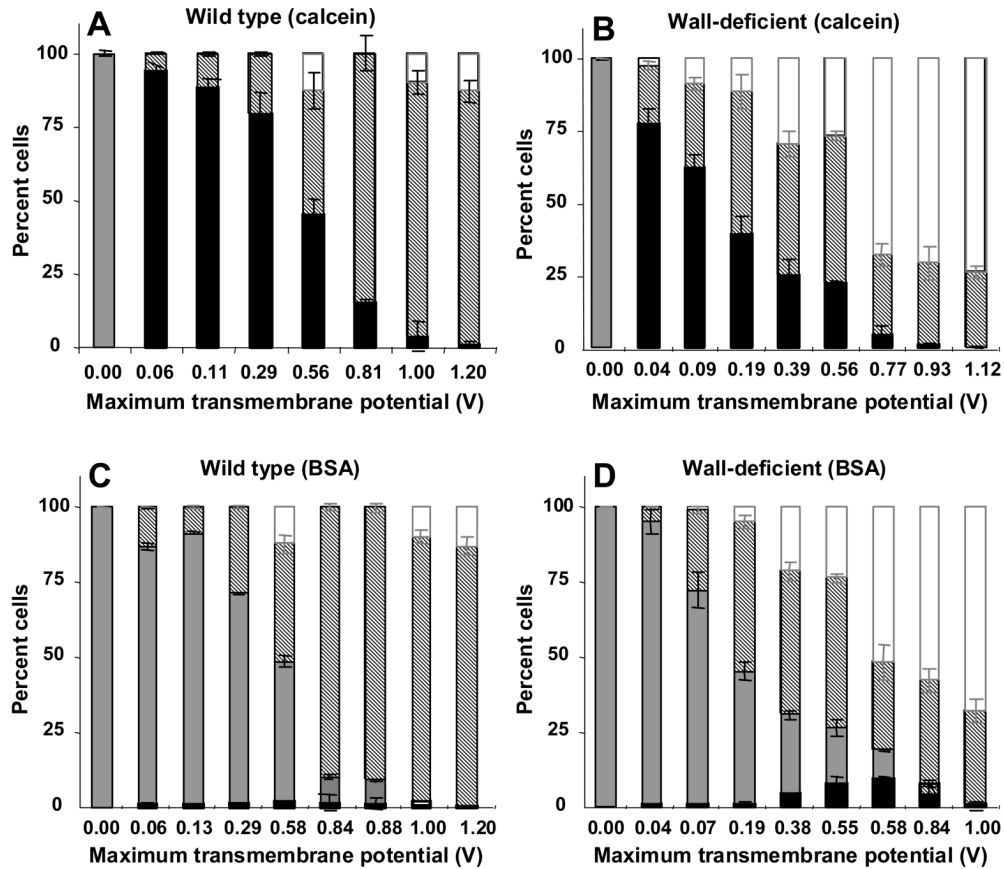 A
Wild type (calcein)
Percent cells
100
75
50
25
0
0.00 0.06 0.11 0.29 0.56 0.81 1.00 1.20
Maximum transmembrane potential (V)
B
Wall-deficient (calcein)
Percent cells
100
75
50
25
0
0.00 0.04 0.09 0.19 0.39 0.56 0.77 0.93 1.12
Maximum transmembrane potential (V)
C
Wild type (BSA)
Percent cells
100
75
50
25
0
0.00 0.06 0.13 0.29 0.58 0.84 0.88 1.00 1.20
Maximum transmembrane potential (V)
D
Wall-deficient (BSA)
Percent cells
100
75
50
25
0
0.00 0.04 0.07 0.19 0.38 0.55 0.58 0.84 1.00
Maximum transmembrane potential (V)